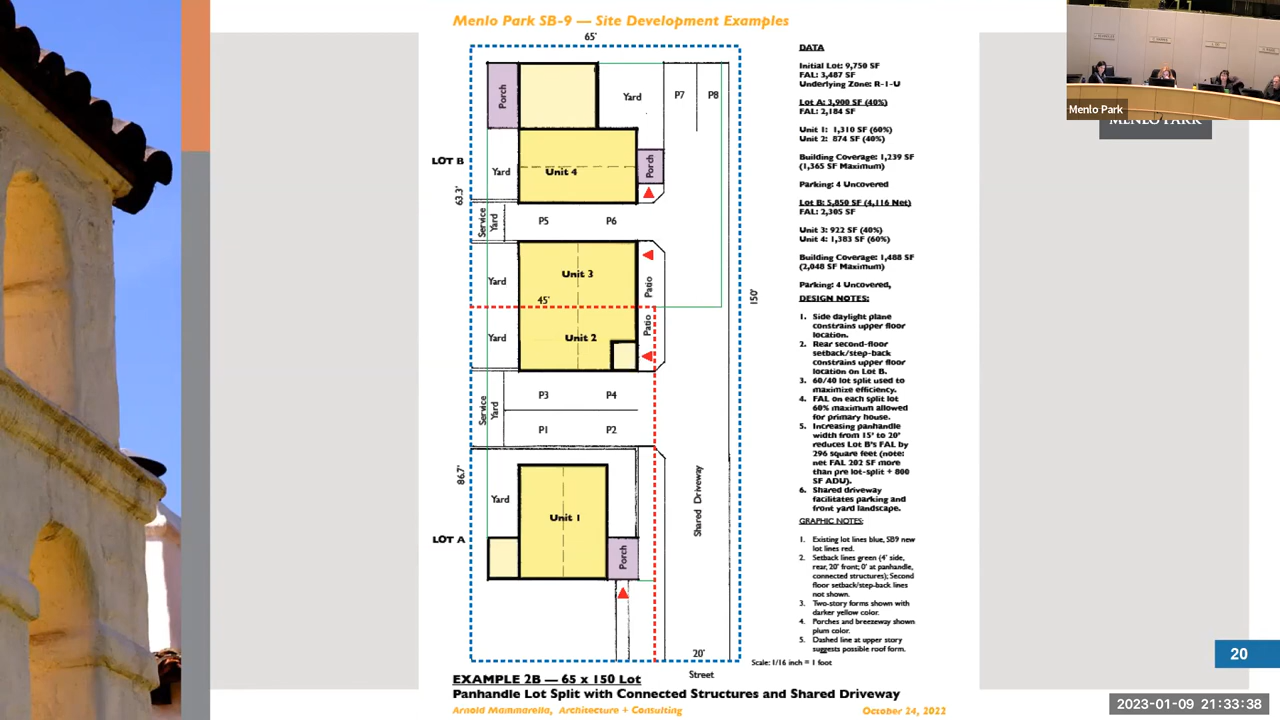 Menlo Park SB-9 — Site Development Examples
65'
Porch
Yard
P7
P8
LOT B
Yard
Unit 4
Porch
63.3'
Service
Yard
P5
P6
Yard
Unit 3
Patio
45'
Yard
Unit 2
Patio
150'
Service
Yard
P3
P4
P1
P2
86.7'
Yard
Unit 1
LOT A
Porch
Shared Driveway
20'
Street
Scale: 1/16 inch = 1 foot
EXAMPLE 2B — 65 x 150 Lot
Panhandle Lot Split with Connected Structures and Shared Driveway
Arnold Mammarella, Architecture + Consulting
October 24, 2022
DATA
Initial Lot: 9,750 SF
FAL: 3,487 SF
Underlying Zone: R-1-U
Lot A: 3,900 SF (40%)
FAL: 2,184 SF
Unit 1: 1,310 SF (60%)
Unit 2: 874 SF (40%)
Building Coverage: 1,239 SF
(1,365 SF Maximum)
Parking: 4 Uncovered
Lot B: 5,850 SF (4,116 Net)
FAL: 2,305 SF
Unit 3: 922 SF (40%)
Unit 4: 1,383 SF (60%)
Building Coverage: 1,488 SF
(2,048 SF Maximum)
Parking: 4 Uncovered,
DESIGN NOTES:
1. Side daylight plane
constrains upper floor
location.
2. Rear second-floor
setback/step-back
constrains upper floor
location on Lot B.
3. 60/40 lot split used to
maximize efficiency.
4. FAL on each split lot
60% maximum allowed
for primary house.
5. Increasing panhandle
width from 15' to 20'
reduces Lot B's FAL by
296 square feet (note:
net FAL 202 SF more
than pre lot-split + 800
SF ADU).
6. Shared driveway
facilitates parking and
front yard landscape.
GRAPHIC NOTES:
1. Existing lot lines blue, SB9 new
lot lines red.
2. Setback lines green (4' side,
rear, 20' front; 0' at panhandle,
connected structures); Second
floor setback/step-back lines
not shown.
3. Two-story forms shown with
darker yellow color.
4. Porches and breezeway shown
plum color.
5. Dashed line at upper story
suggests possible roof form.
Menlo Park
MENLO PARK
20
2023-01-09 21:33:38